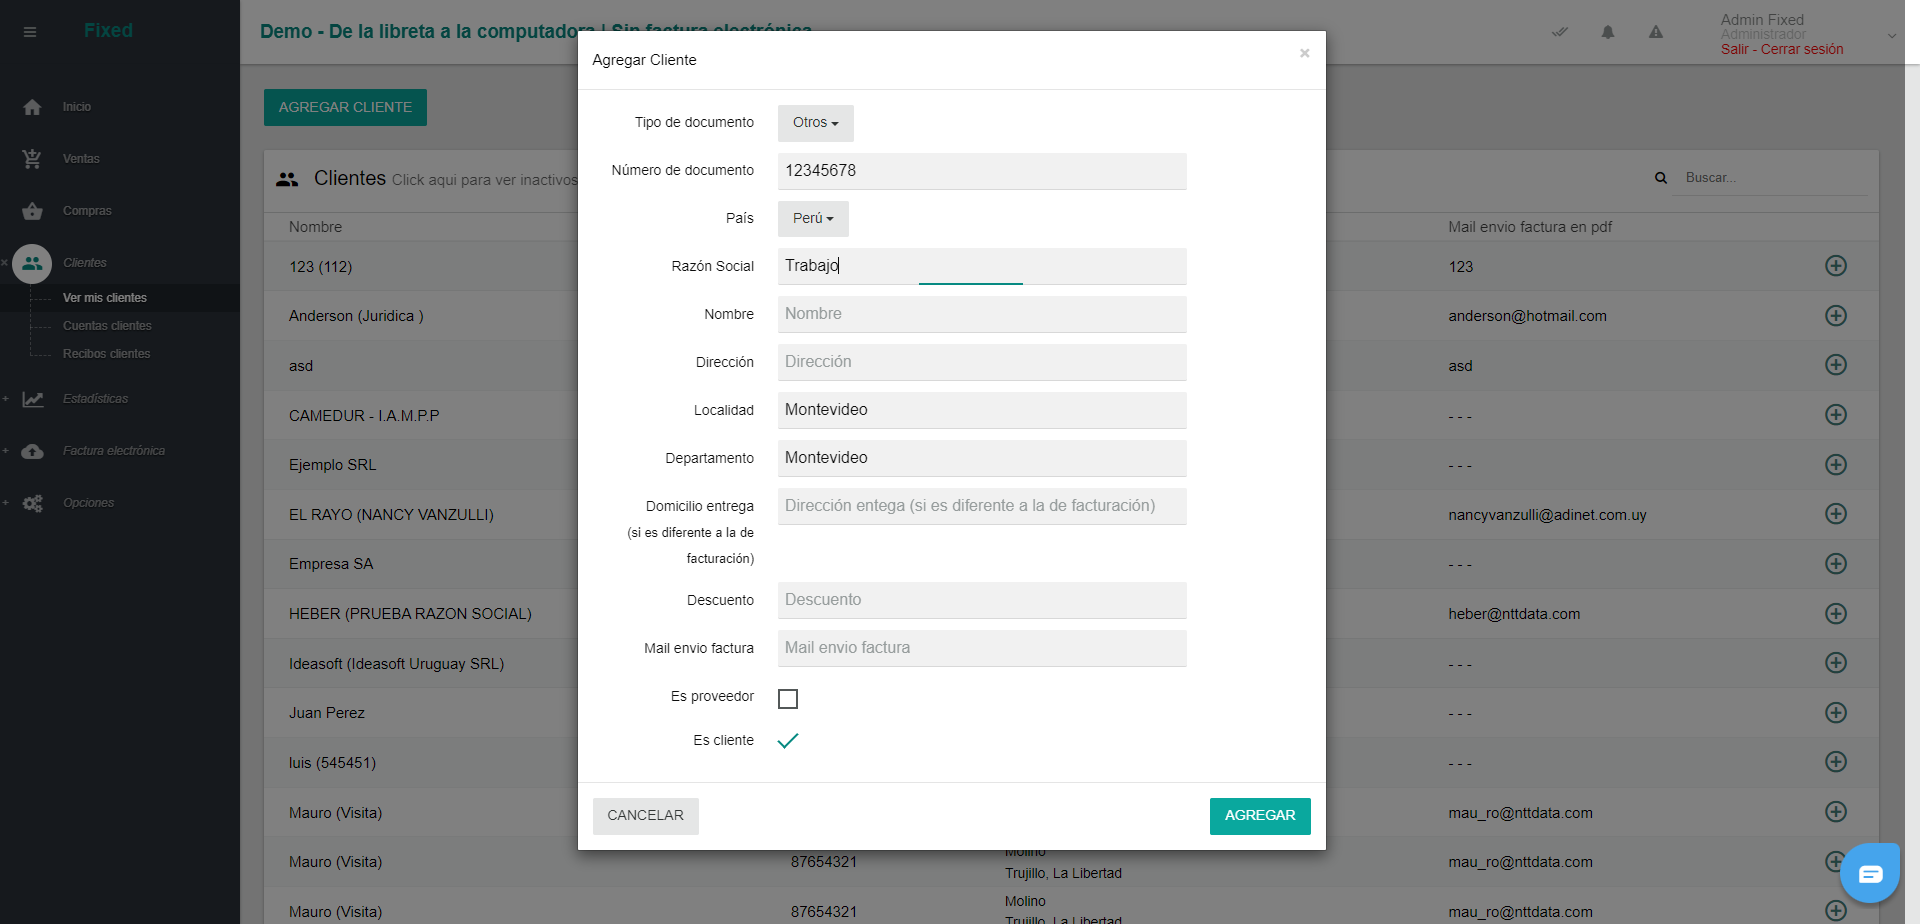 Fixed
Demo - De la libreta a la computadora | Sin factura electrónica
Admin Fixed
Administrador
Salir - Cerrar sesión
Inicio
Ventas
Compras
Clientes
Ver mis clientes
Cuentas clientes
Recibos clientes
Estadísticas
Factura electrónica
Opciones
AGREGAR CLIENTE
Clientes Click aqui para ver inactivos
Buscar...
Nombre
Mail envio factura en pdf
123 (112)
123
Anderson (Juridica )
anderson@hotmail.com
asd
asd
CAMEDUR - I.A.M.P.P
- - -
Ejemplo SRL
- - -
EL RAYO (NANCY VANZULLI)
nancyvanzulli@adinet.com.uy
Empresa SA
- - -
HEBER (PRUEBA RAZON SOCIAL)
heber@nttdata.com
Ideasoft (Ideasoft Uruguay SRL)
- - -
Juan Perez
- - -
luis (545451)
- - -
Mauro (Visita)
mau_ro@nttdata.com
Mauro (Visita)
87654321
Molino
Trujillo, La Libertad
mau_ro@nttdata.com
Mauro (Visita)
87654321
Molino
Trujillo, La Libertad
mau_ro@nttdata.com
Agregar Cliente
×
Tipo de documento
Otros
Número de documento
12345678
País
Perú
Razón Social
Trabajo
Nombre
Nombre
Dirección
Dirección
Localidad
Montevideo
Departamento
Montevideo
Domicilio entrega
(si es diferente a la de
facturación)
Dirección entega (si es diferente a la de facturación)
Descuento
Descuento
Mail envio factura
Mail envio factura
Es proveedor
Es cliente
CANCELAR
AGREGAR